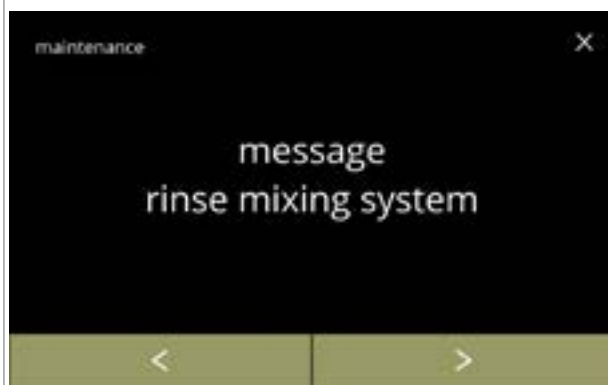 maintenance
×
message
rinse mixing system
< >